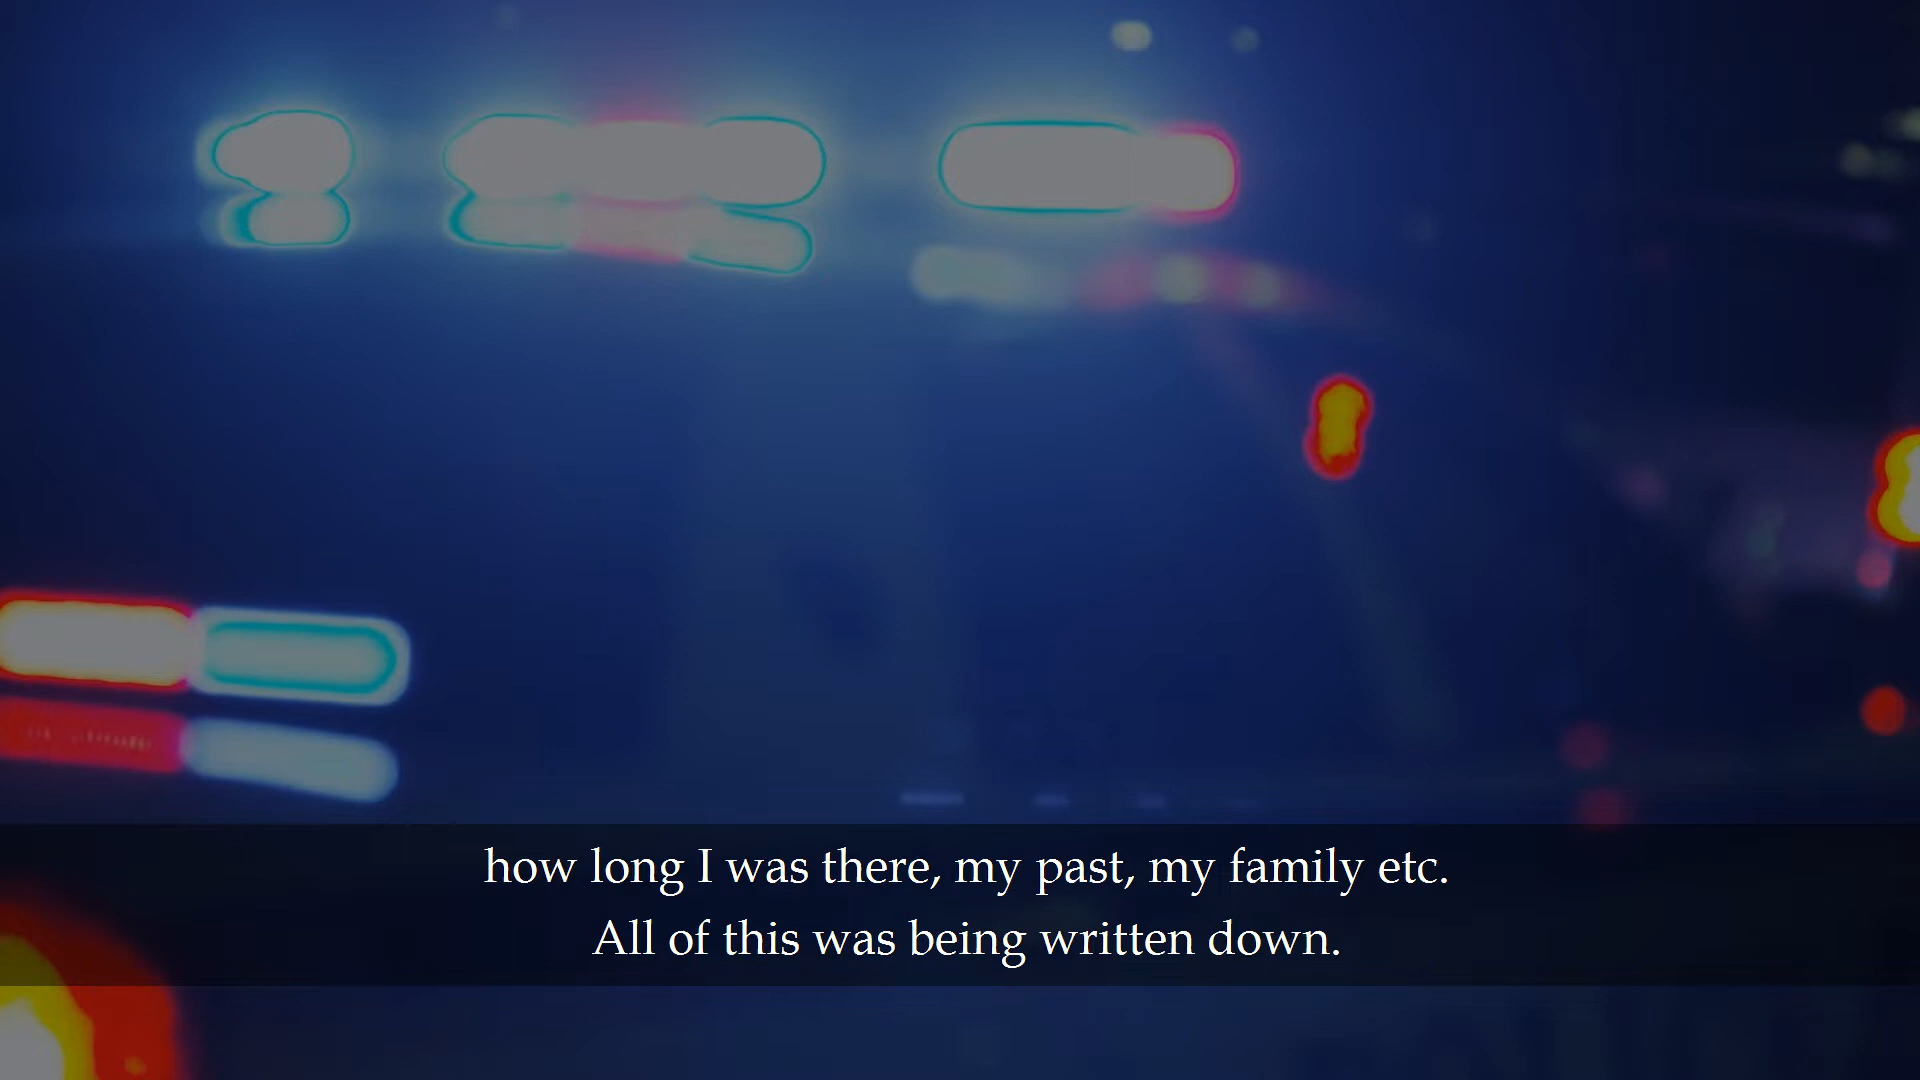 how long I was there, my past, my family etc.
All of this was being written down.